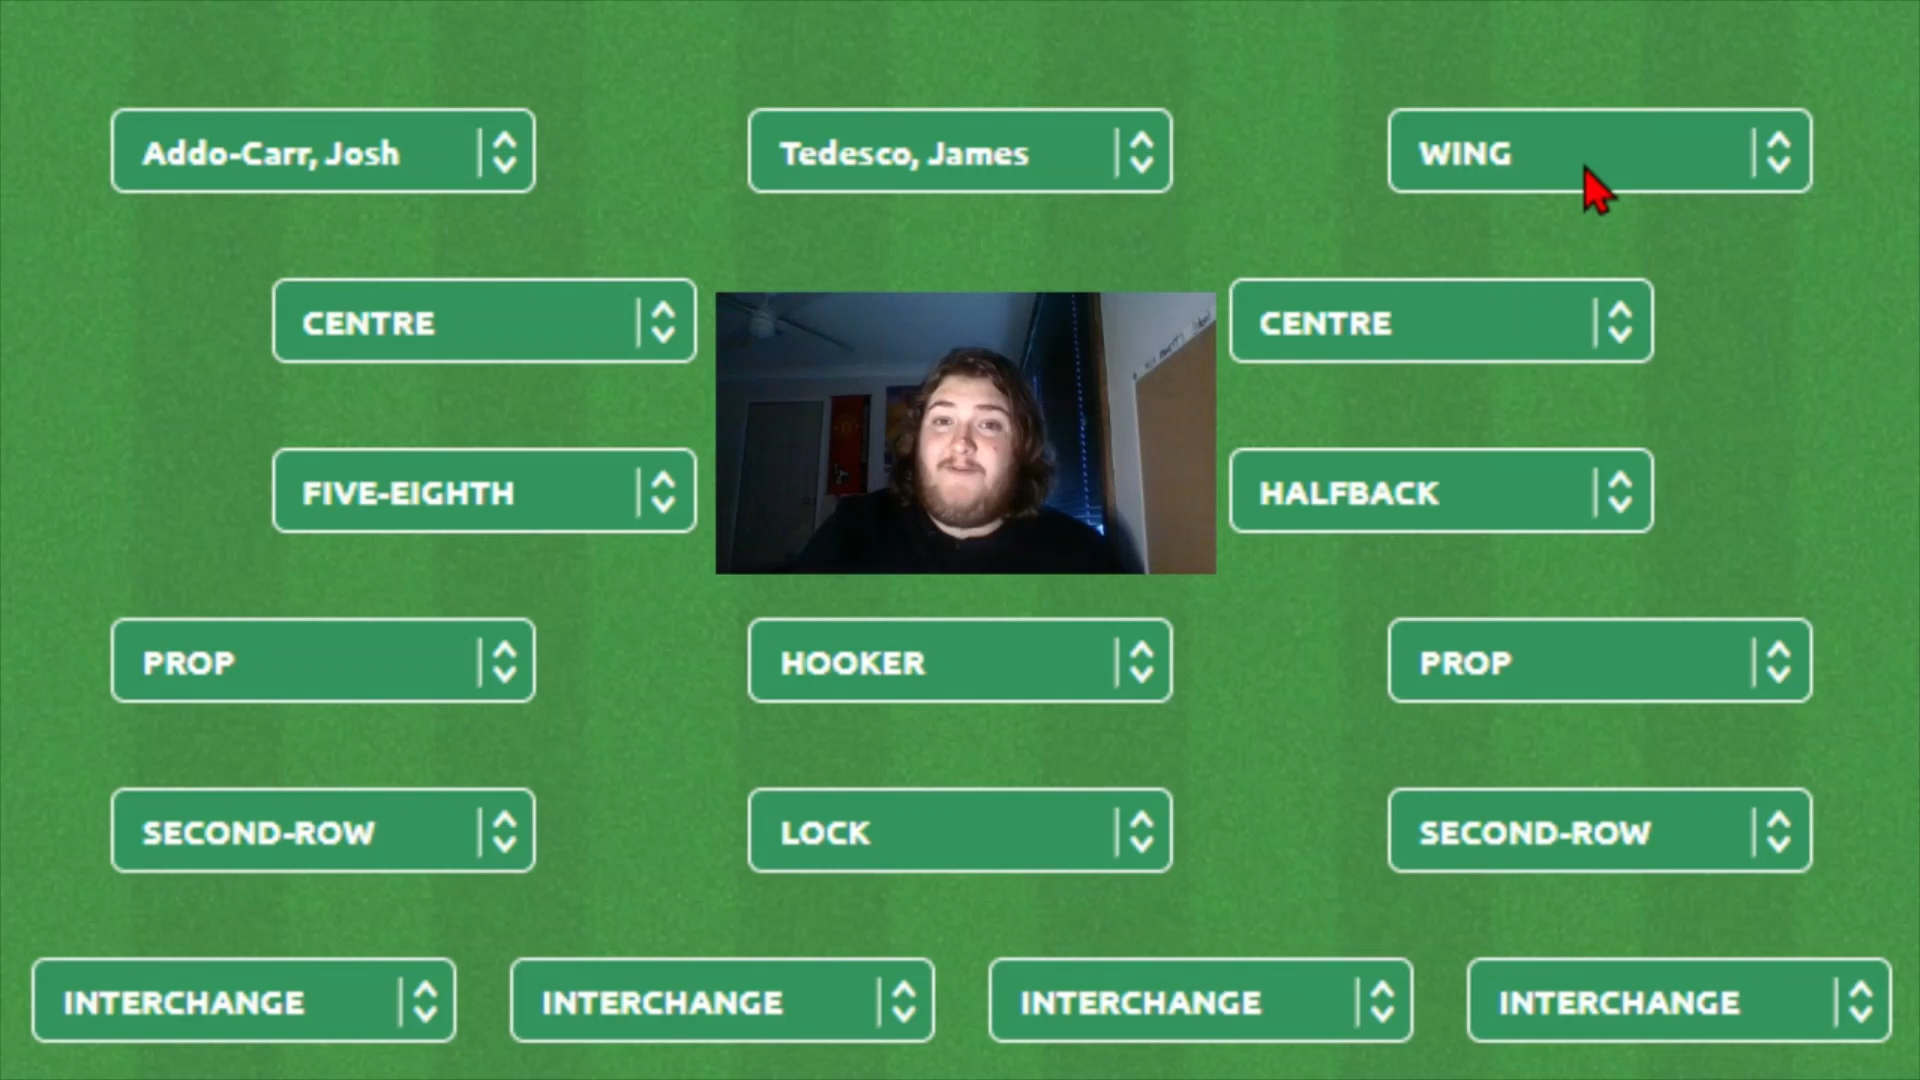 Addo-Carr, Josh
Tedesco, James
WING
CENTRE
CENTRE
FIVE-EIGHTH
HALFBACK
PROP
HOOKER
PROP
SECOND-ROW
LOCK
SECOND-ROW
INTERCHANGE
INTERCHANGE
INTERCHANGE
INTERCHANGE